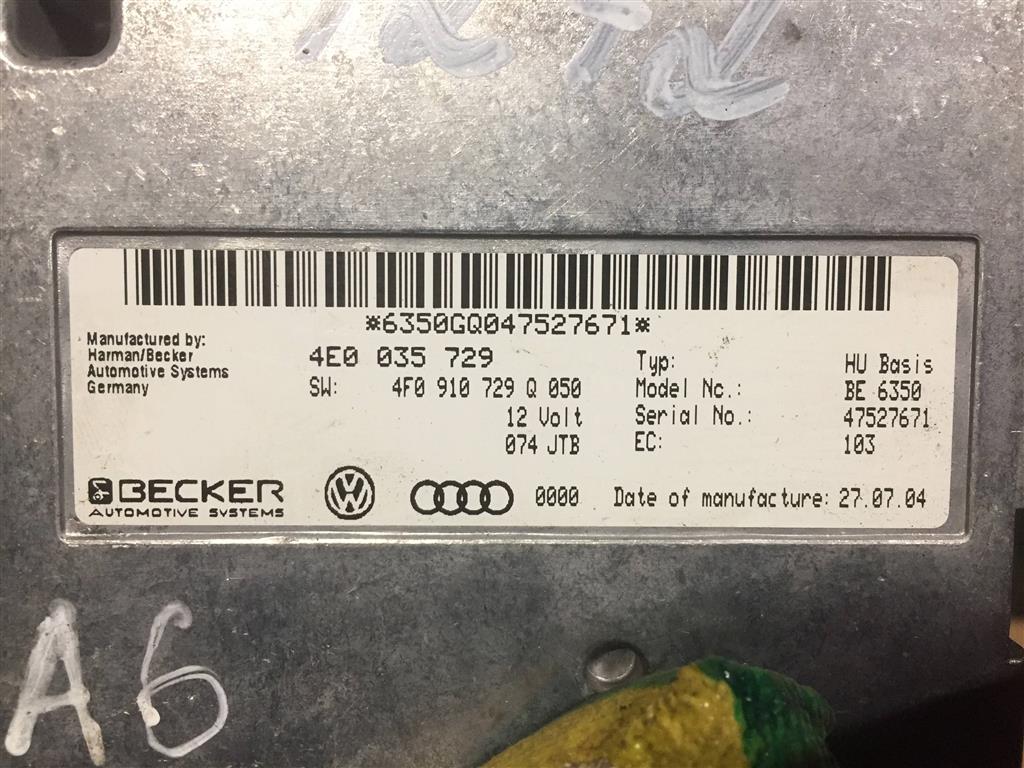 *6350GQ047527671*
Manufactured by:
Harman/Becker
Automotive Systems
Germany
4E0 035 729
SW: 4F0 910 729 Q 050
12 Volt
074 JTB
Typ: HU Basis
Model No.: BE 6350
Serial No.: 47527671
EC: 103
BECKER
AUTOMOTIVE SYSTEMS
0000
Date of manufacture: 27.07.04
A6